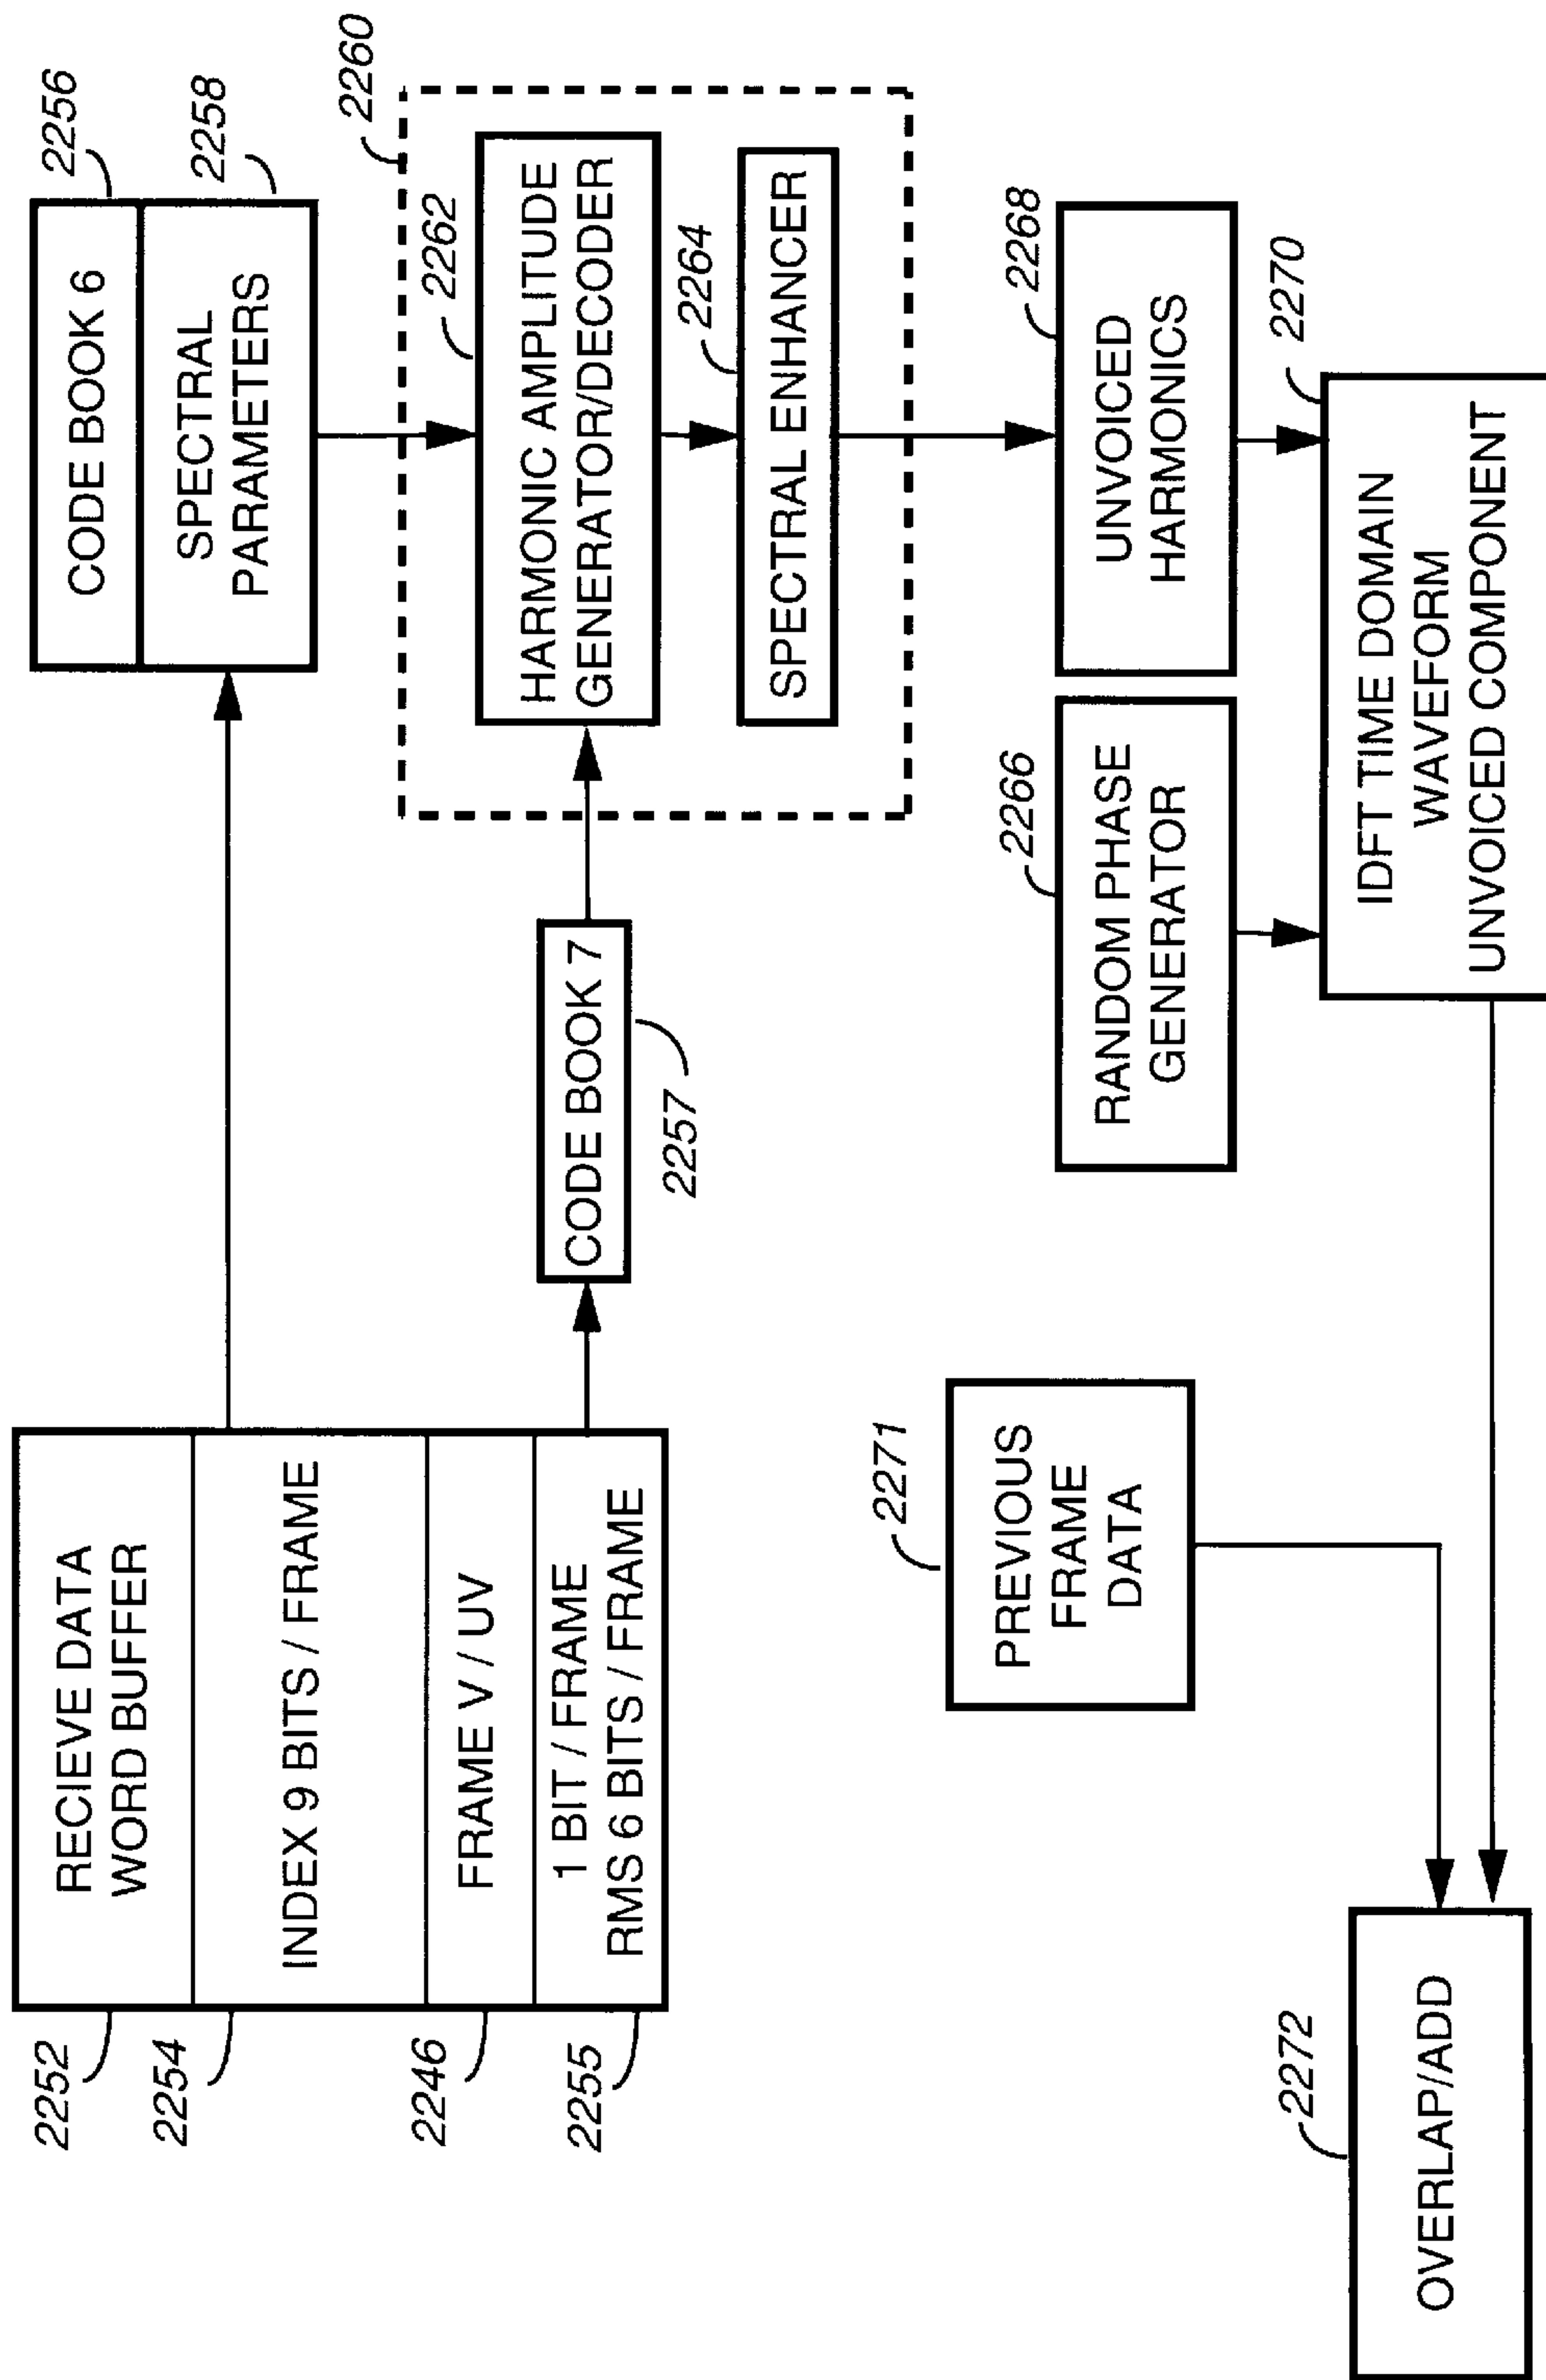 2252
RECIEVE DATA
WORD BUFFER
2254
INDEX 9 BITS / FRAME
2246
FRAME V / UV
2255
1 BIT / FRAME
RMS 6 BITS / FRAME
2256
CODE BOOK 6
2258
SPECTRAL
PARAMETERS
CODE BOOK 7
2257
2260
2262
HARMONIC AMPLITUDE
GENERATOR/DECODER
2264
SPECTRAL ENHANCER
2266
RANDOM PHASE
GENERATOR
2268
UNVOICED
HARMONICS
2270
IDFT TIME DOMAIN
WAVEFORM
UNVOICED COMPONENT
2271
PREVIOUS
FRAME
DATA
2272
OVERLAP/ADD